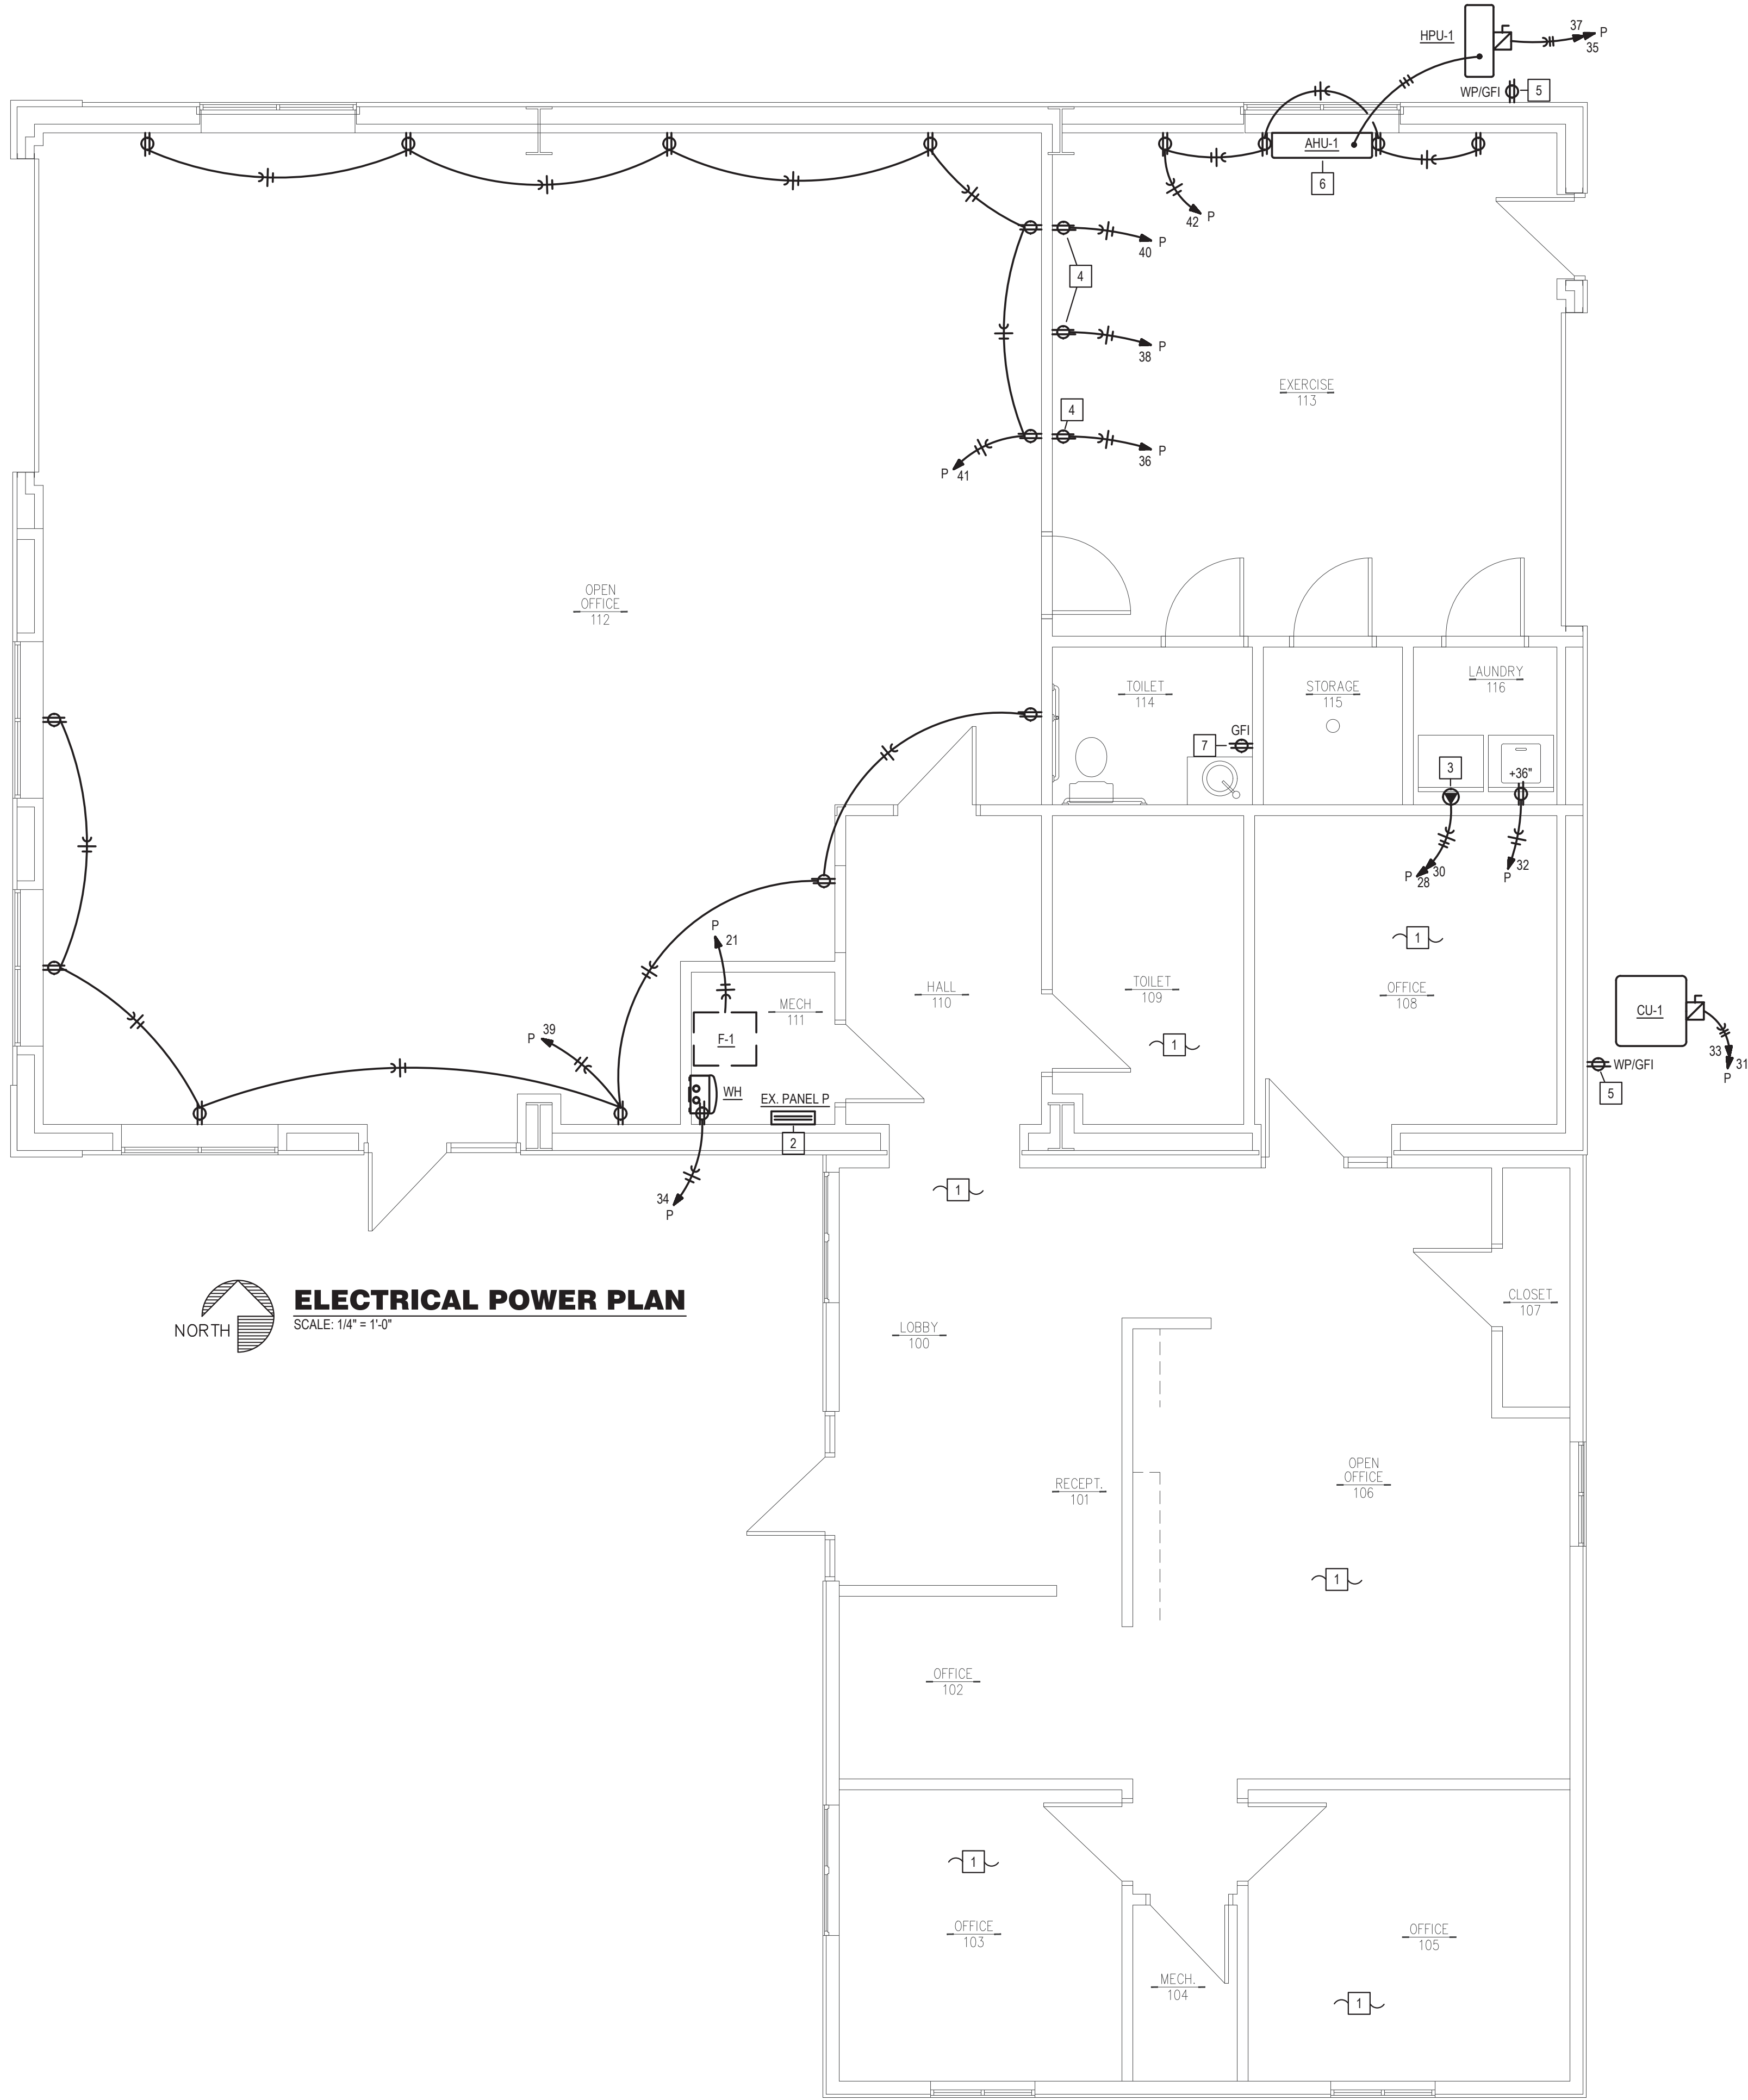 HPU-1
37
P
35
WP/GFI
5
AHU-1
6
42
P
P
40
4
P
38
4
P
36
P
41
EXERCISE
113
OPEN
OFFICE
112
TOILET
114
STORAGE
115
LAUNDRY
116
GFI
7
3
+36"
P
28
30
P
32
1
P
21
MECH
111
HALL
110
TOILET
109
OFFICE
108
CU-1
33
31
P
P
39
F-1
1
WP/GFI
5
WH
EX. PANEL P
2
34
P
1
NORTH
ELECTRICAL POWER PLAN
SCALE: 1/4" = 1'-0"
LOBBY
100
CLOSET
107
RECEPT.
101
OPEN
OFFICE
106
1
OFFICE
102
1
OFFICE
103
MECH.
104
OFFICE
105
1